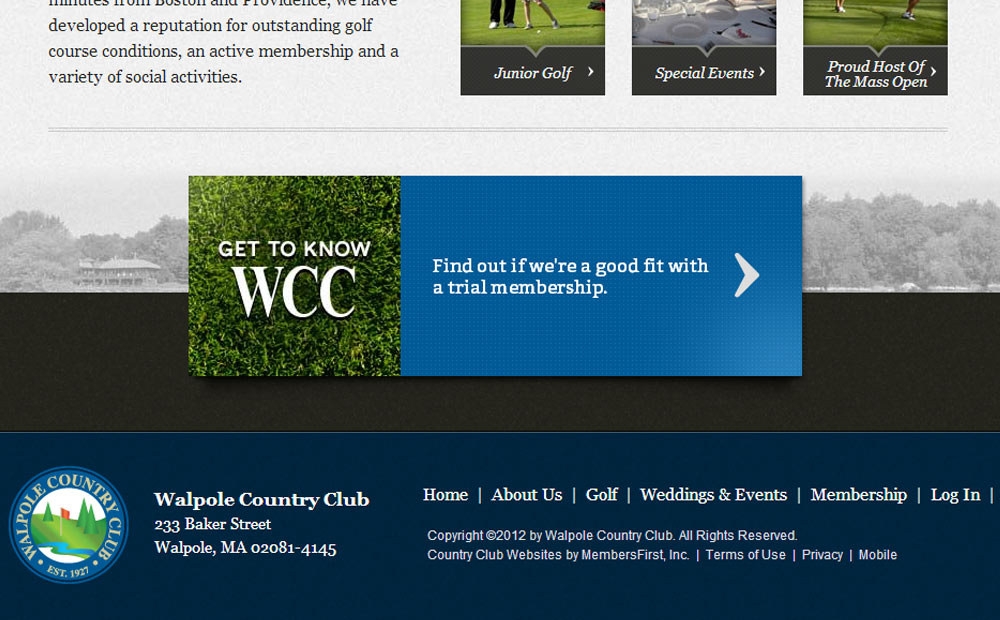 minutes from Boston and Providence, we have
developed a reputation for outstanding golf
course conditions, an active membership and a
variety of social activities.
Junior Golf ›
Special Events ›
Proud Host Of
The Mass Open ›
GET TO KNOW
WCC
Find out if we're a good fit with
a trial membership.
WALPOLE COUNTRY CLUB
• EST. 1927 •
Walpole Country Club
233 Baker Street
Walpole, MA 02081-4145
Home | About Us | Golf | Weddings & Events | Membership | Log In |
Copyright ©2012 by Walpole Country Club. All Rights Reserved.
Country Club Websites by MembersFirst, Inc. | Terms of Use | Privacy | Mobile